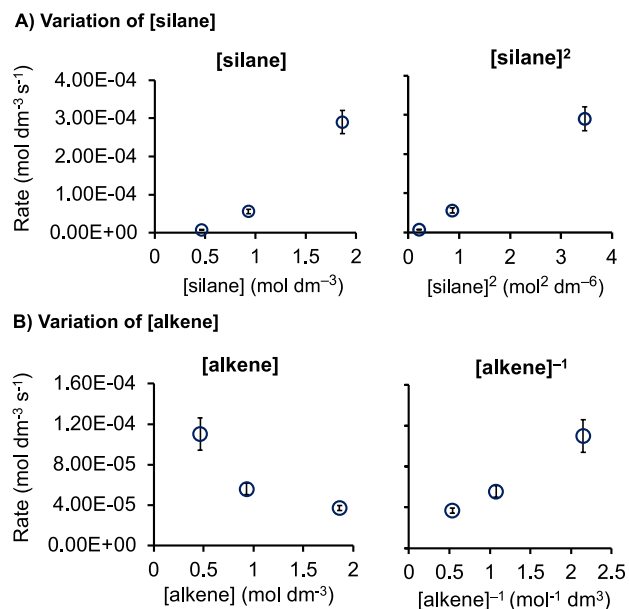 A) Variation of [silane]
[silane]
[silane]²
Rate (mol dm⁻³ s⁻¹)
4.00E-04
3.00E-04
2.00E-04
1.00E-04
0.00E+00
0 0.5 1 1.5 2
0 1 2 3 4
[silane] (mol dm⁻³)
[silane]² (mol² dm⁻⁶)
B) Variation of [alkene]
[alkene]
[alkene]⁻¹
Rate (mol dm⁻³ s⁻¹)
1.60E-04
1.20E-04
8.00E-05
4.00E-05
0.00E+00
0 0.5 1 1.5 2
0 0.5 1 1.5 2 2.5
[alkene] (mol dm⁻³)
[alkene]⁻¹ (mol⁻¹ dm³)